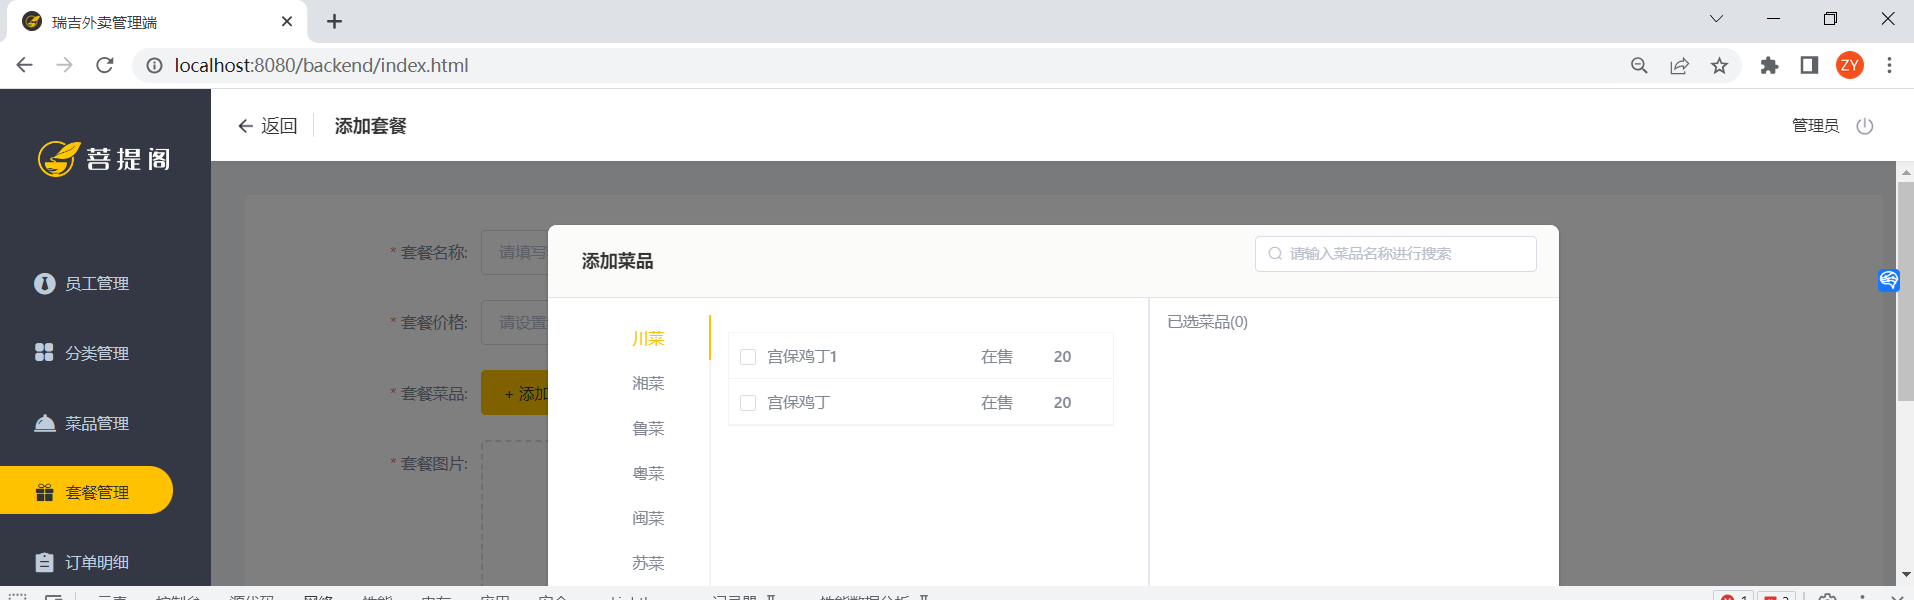 瑞吉外卖管理端
localhost:8080/backend/index.html
ZY
菩提阁
返回
添加套餐
管理员
员工管理
分类管理
菜品管理
套餐管理
订单明细
* 套餐名称:
请填写
* 套餐价格:
请设置
* 套餐菜品:
+ 添加
* 套餐图片:
添加菜品
请输入菜品名称进行搜索
川菜
湘菜
鲁菜
粤菜
闽菜
苏菜
宫保鸡丁1 在售 20
宫保鸡丁 在售 20
已选菜品(0)